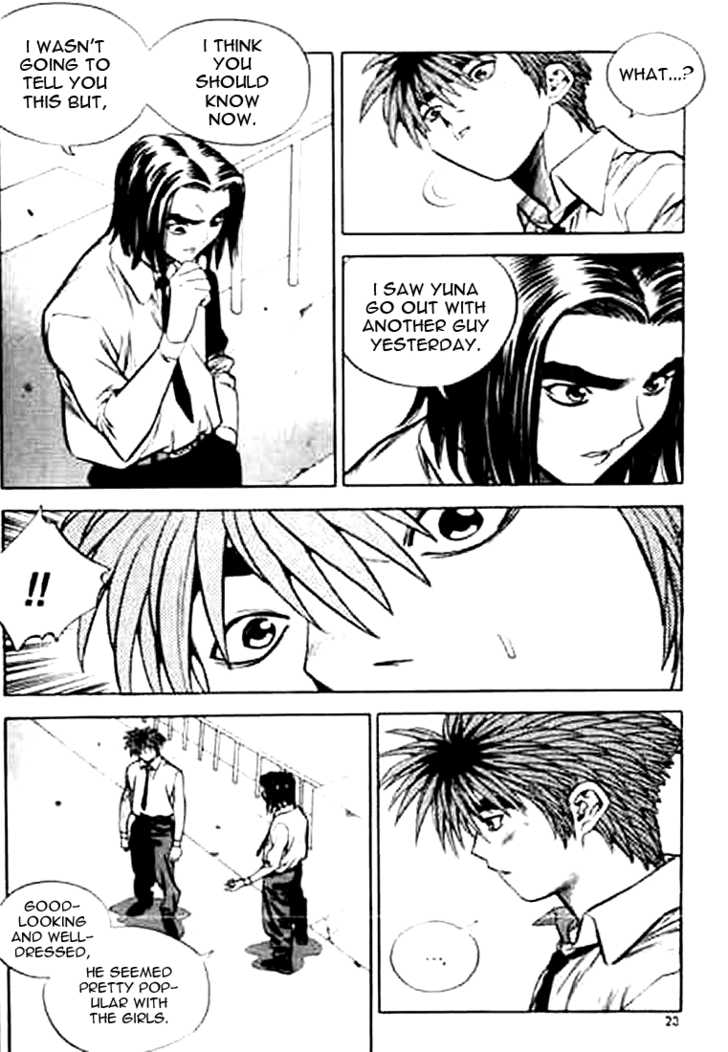 I WASN'T
GOING TO
TELL YOU
THIS BUT,
I THINK
YOU
SHOULD
KNOW
NOW.
WHAT...?
I SAW YUNA
GO OUT WITH
ANOTHER GUY
YESTERDAY.
!!
GOOD-
LOOKING
AND WELL-
DRESSED,
HE SEEMED
PRETTY POP-
ULAR WITH
THE GIRLS.
...
23